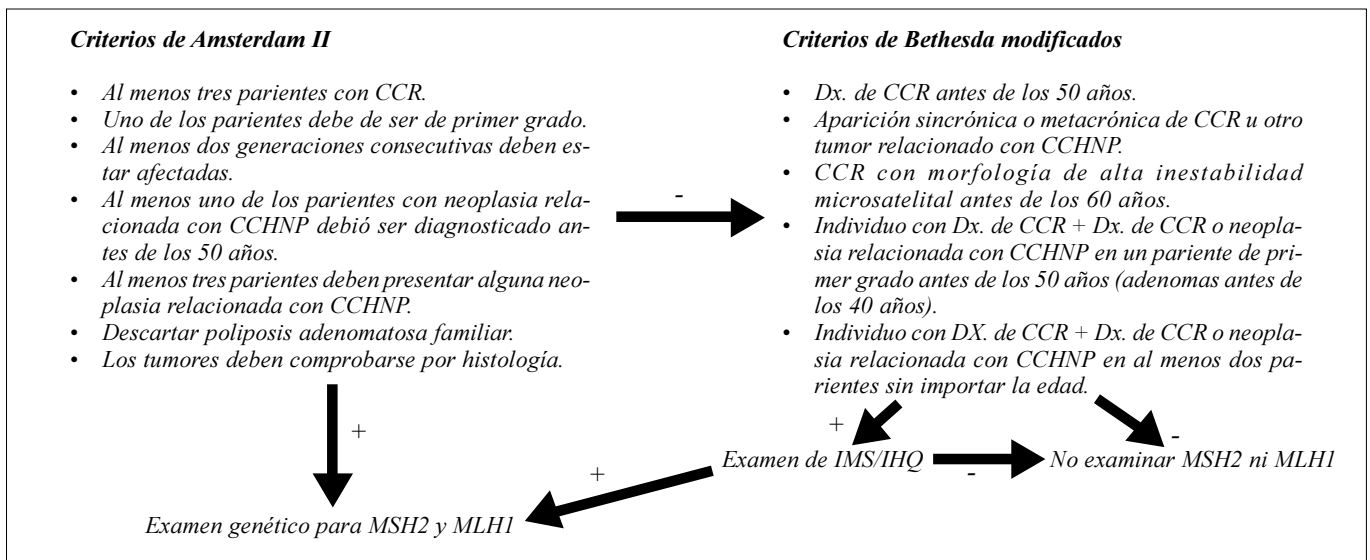 Criterios de Amsterdam II
• Al menos tres parientes con CCR.
• Uno de los parientes debe de ser de primer grado.
• Al menos dos generaciones consecutivas deben es-
tar afectadas.
• Al menos uno de los parientes con neoplasia rela-
cionada con CCHNP debió ser diagnosticado an-
tes de los 50 años.
• Al menos tres parientes deben presentar alguna neo-
plasia relacionada con CCHNP.
• Descartar poliposis adenomatosa familiar.
• Los tumores deben comprobarse por histología.
-
Criterios de Bethesda modificados
• Dx. de CCR antes de los 50 años.
• Aparición sincrónica o metacrónica de CCR u otro
tumor relacionado con CCHNP.
• CCR con morfología de alta inestabilidad
microsatelital antes de los 60 años.
• Individuo con Dx. de CCR + Dx. de CCR o neopla-
sia relacionada con CCHNP en un pariente de pri-
mer grado antes de los 50 años (adenomas antes de
los 40 años).
• Individuo con DX. de CCR + Dx. de CCR o neopla-
sia relacionada con CCHNP en al menos dos pa-
rientes sin importar la edad.
+
+
-
Examen de IMS/IHQ
-
No examinar MSH2 ni MLH1
+
Examen genético para MSH2 y MLH1